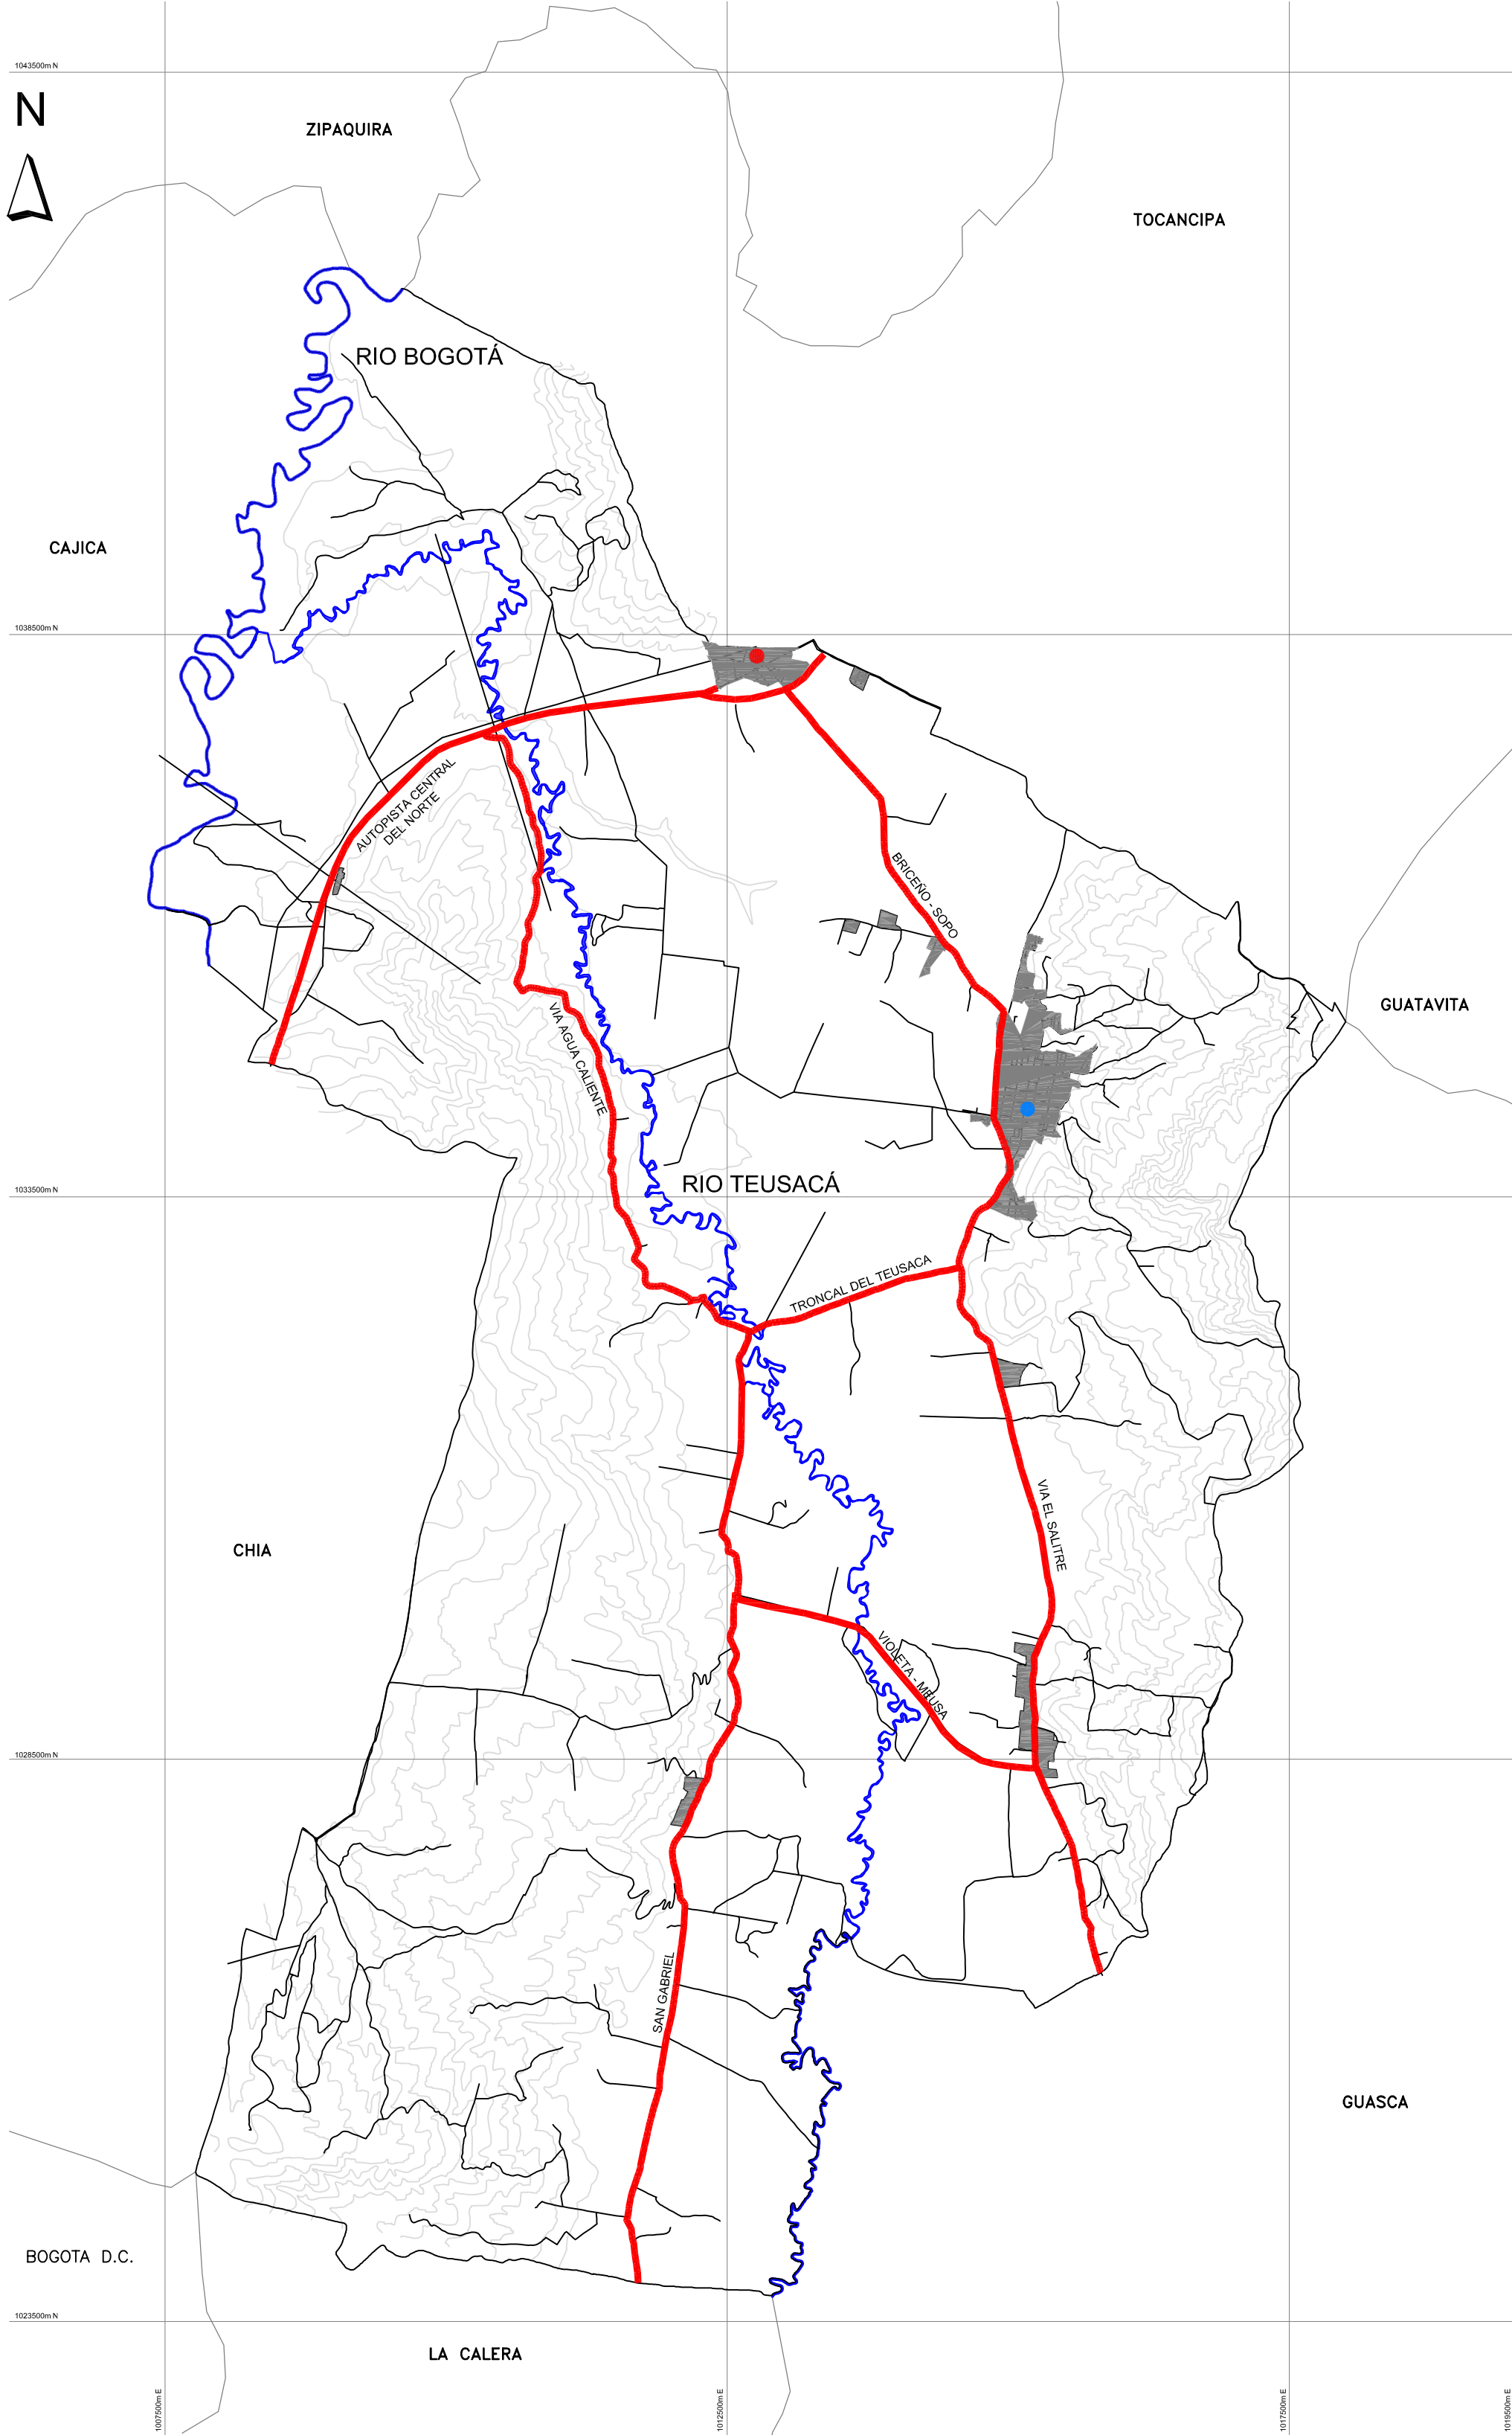 1043500m N
N
ZIPAQUIRA
TOCANCIPA
RIO BOGOTÁ
CAJICA
1038500m N
AUTOPISTA CENTRAL
DEL NORTE
BRICEÑO - SOPO
GUATAVITA
VIA AGUA CALIENTE
RIO TEUSACÁ
1033500m N
TRONCAL DEL TEUSACA
CHIA
VIA EL SALITRE
VIOLETA - MEUSA
1028500m N
SAN GABRIEL
GUASCA
BOGOTA D.C.
1023500m N
LA CALERA
1007500m E
1012500m E
1017500m E
1019500m E